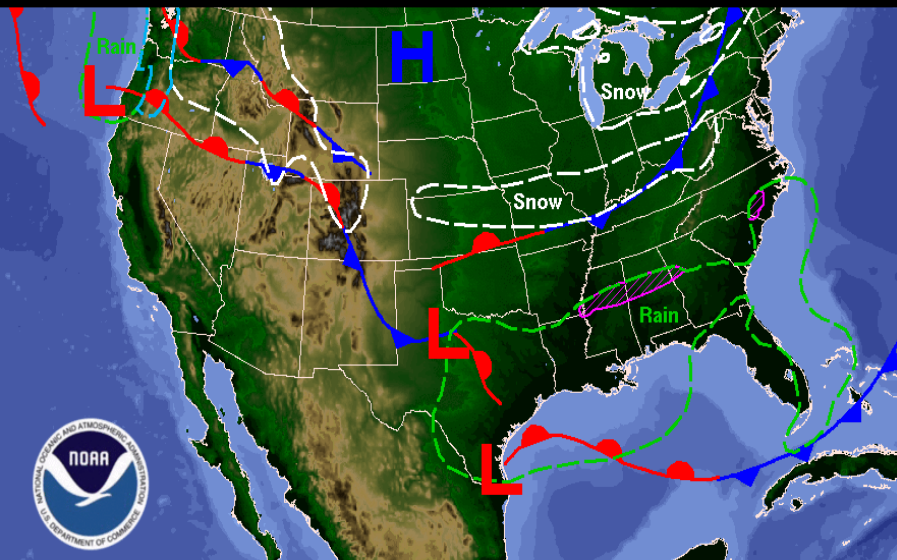 Rain
H
L
Snow
Snow
Rain
L
L
NATIONAL OCEANIC AND ATMOSPHERIC ADMINISTRATION
NOAA
U.S. DEPARTMENT OF COMMERCE